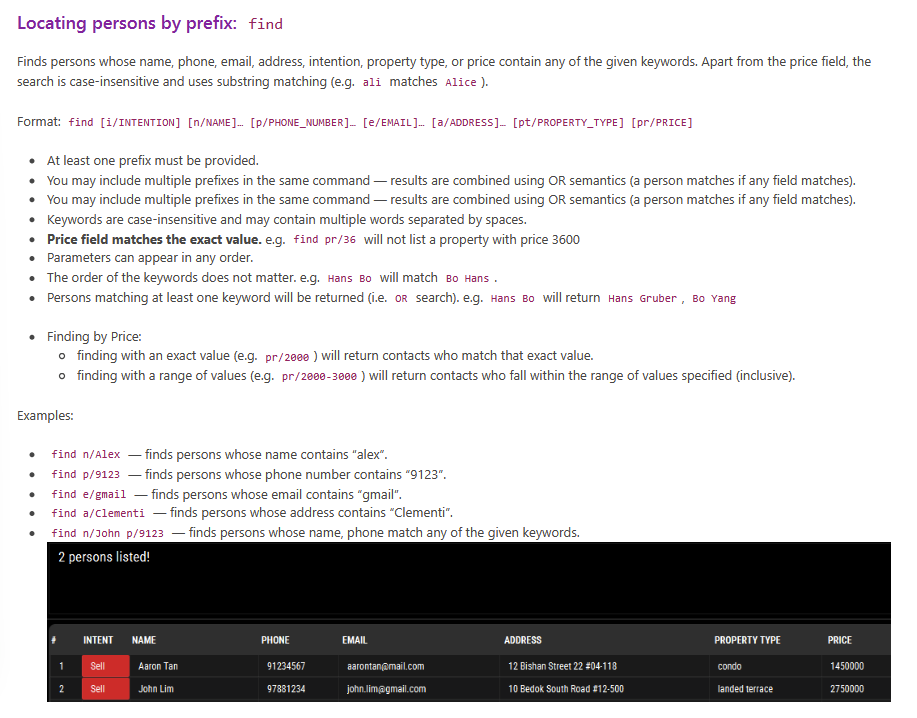 Locating persons by prefix: find
Finds persons whose name, phone, email, address, intention, property type, or price contain any of the given keywords. Apart from the price field, the
search is case-insensitive and uses substring matching (e.g. ali matches Alice ).
Format: find [i/INTENTION] [n/NAME]… [p/PHONE_NUMBER]… [e/EMAIL]… [a/ADDRESS]… [pt/PROPERTY_TYPE] [pr/PRICE]
• At least one prefix must be provided.
• You may include multiple prefixes in the same command — results are combined using OR semantics (a person matches if any field matches).
• You may include multiple prefixes in the same command — results are combined using OR semantics (a person matches if any field matches).
• Keywords are case-insensitive and may contain multiple words separated by spaces.
• Price field matches the exact value. e.g. find pr/36 will not list a property with price 3600
• Parameters can appear in any order.
• The order of the keywords does not matter. e.g. Hans Bo will match Bo Hans .
• Persons matching at least one keyword will be returned (i.e. OR search). e.g. Hans Bo will return Hans Gruber , Bo Yang
• Finding by Price:
○ finding with an exact value (e.g. pr/2000 ) will return contacts who match that exact value.
○ finding with a range of values (e.g. pr/2000-3000 ) will return contacts who fall within the range of values specified (inclusive).
Examples:
• find n/Alex — finds persons whose name contains “alex”.
• find p/9123 — finds persons whose phone number contains “9123”.
• find e/gmail — finds persons whose email contains “gmail”.
• find a/Clementi — finds persons whose address contains “Clementi”.
• find n/John p/9123 — finds persons whose name, phone match any of the given keywords.
2 persons listed!
# INTENT NAME PHONE EMAIL ADDRESS PROPERTY TYPE PRICE
1 Sell Aaron Tan 91234567 aarontan@mail.com 12 Bishan Street 22 #04-118 condo 1450000
2 Sell John Lim 97881234 john.lim@gmail.com 10 Bedok South Road #12-500 landed terrace 2750000